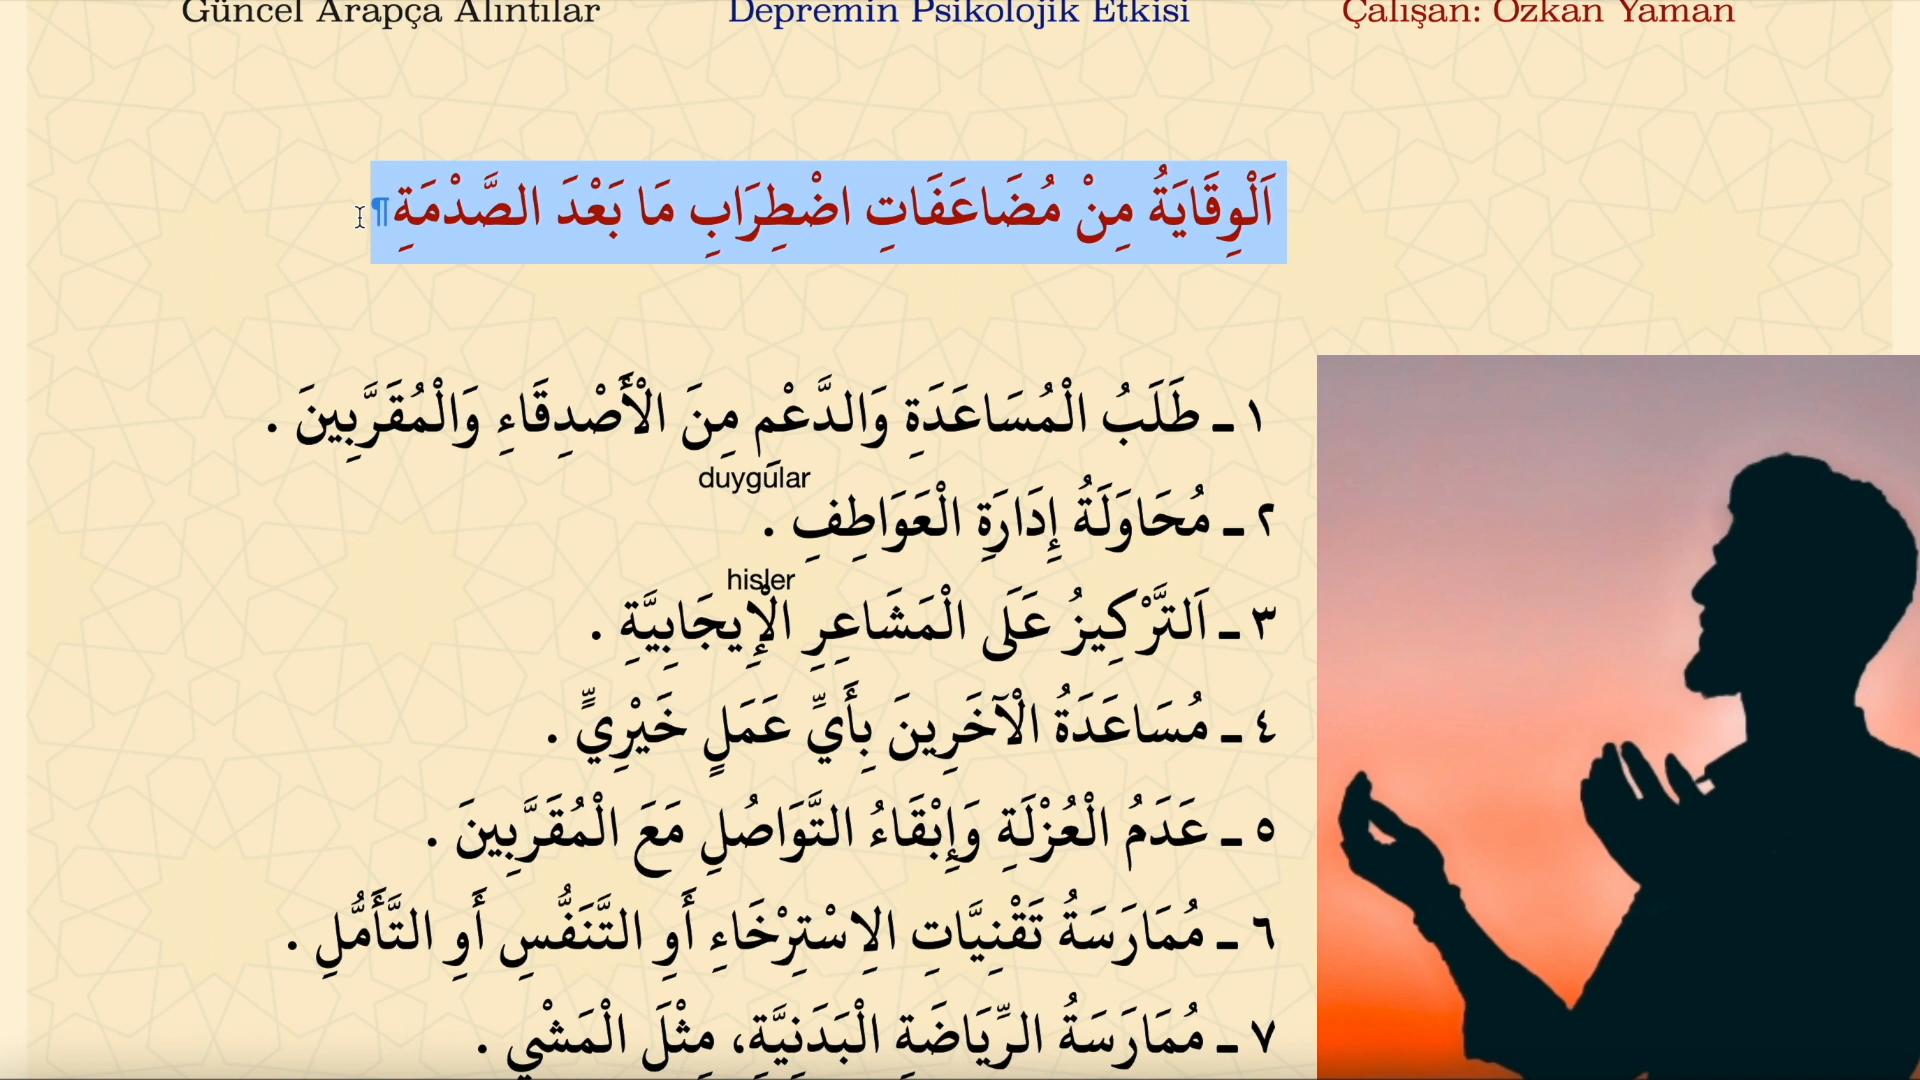 Güncel Arapça Alıntılar Depremin Psikolojik Etkisi Çalışan: Özkan Yaman
اَلْوِقَايَةُ مِنْ مُضَاعَفَاتِ اضْطِرَابِ مَا بَعْدَ الصَّدْمَةِ¶
١ ـ طَلَبُ الْمُسَاعَدَةِ وَالدَّعْمِ مِنَ الْأَصْدِقَاءِ وَالْمُقَرَّبِينَ .
duygular
٢ ـ مُحَاوَلَةُ إِدَارَةِ الْعَوَاطِفِ .
hisler
٣ ـ اَلتَّرْكِيزُ عَلَى الْمَشَاعِرِ الْإِيجَابِيَّةِ .
٤ ـ مُسَاعَدَةُ الْآخَرِينَ بِأَيِّ عَمَلٍ خَيْرِيٍّ .
٥ ـ عَدَمُ الْعُزْلَةِ وَإِبْقَاءُ التَّوَاصُلِ مَعَ الْمُقَرَّبِينَ .
٦ ـ مُمَارَسَةُ تَقْنِيَّاتِ الِاسْتِرْخَاءِ أَوِ التَّنَفُّسِ أَوِ التَّأَمُّلِ .
٧ ـ مُمَارَسَةُ الرِّيَاضَةِ الْبَدَنِيَّةِ، مِثْلَ الْمَشْيِ .